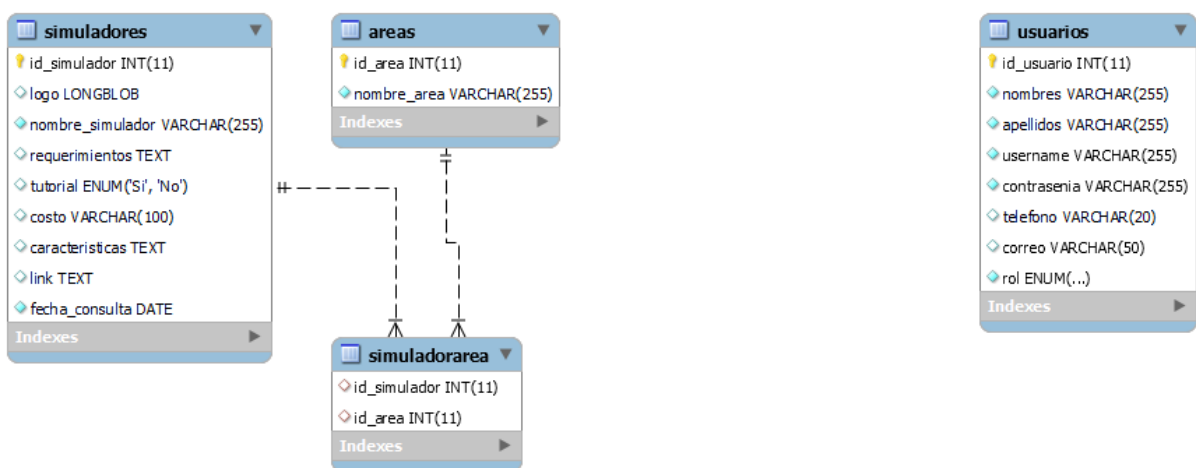 simuladores
id_simulador INT(11)
logo LONGBLOB
nombre_simulador VARCHAR(255)
requerimientos TEXT
tutorial ENUM('Si', 'No')
costo VARCHAR(100)
caracteristicas TEXT
link TEXT
fecha_consulta DATE
Indexes
areas
id_area INT(11)
nombre_area VARCHAR(255)
Indexes
simuladorarea
id_simulador INT(11)
id_area INT(11)
Indexes
usuarios
id_usuario INT(11)
nombres VARCHAR(255)
apellidos VARCHAR(255)
username VARCHAR(255)
contrasenia VARCHAR(255)
telefono VARCHAR(20)
correo VARCHAR(50)
rol ENUM(...)
Indexes